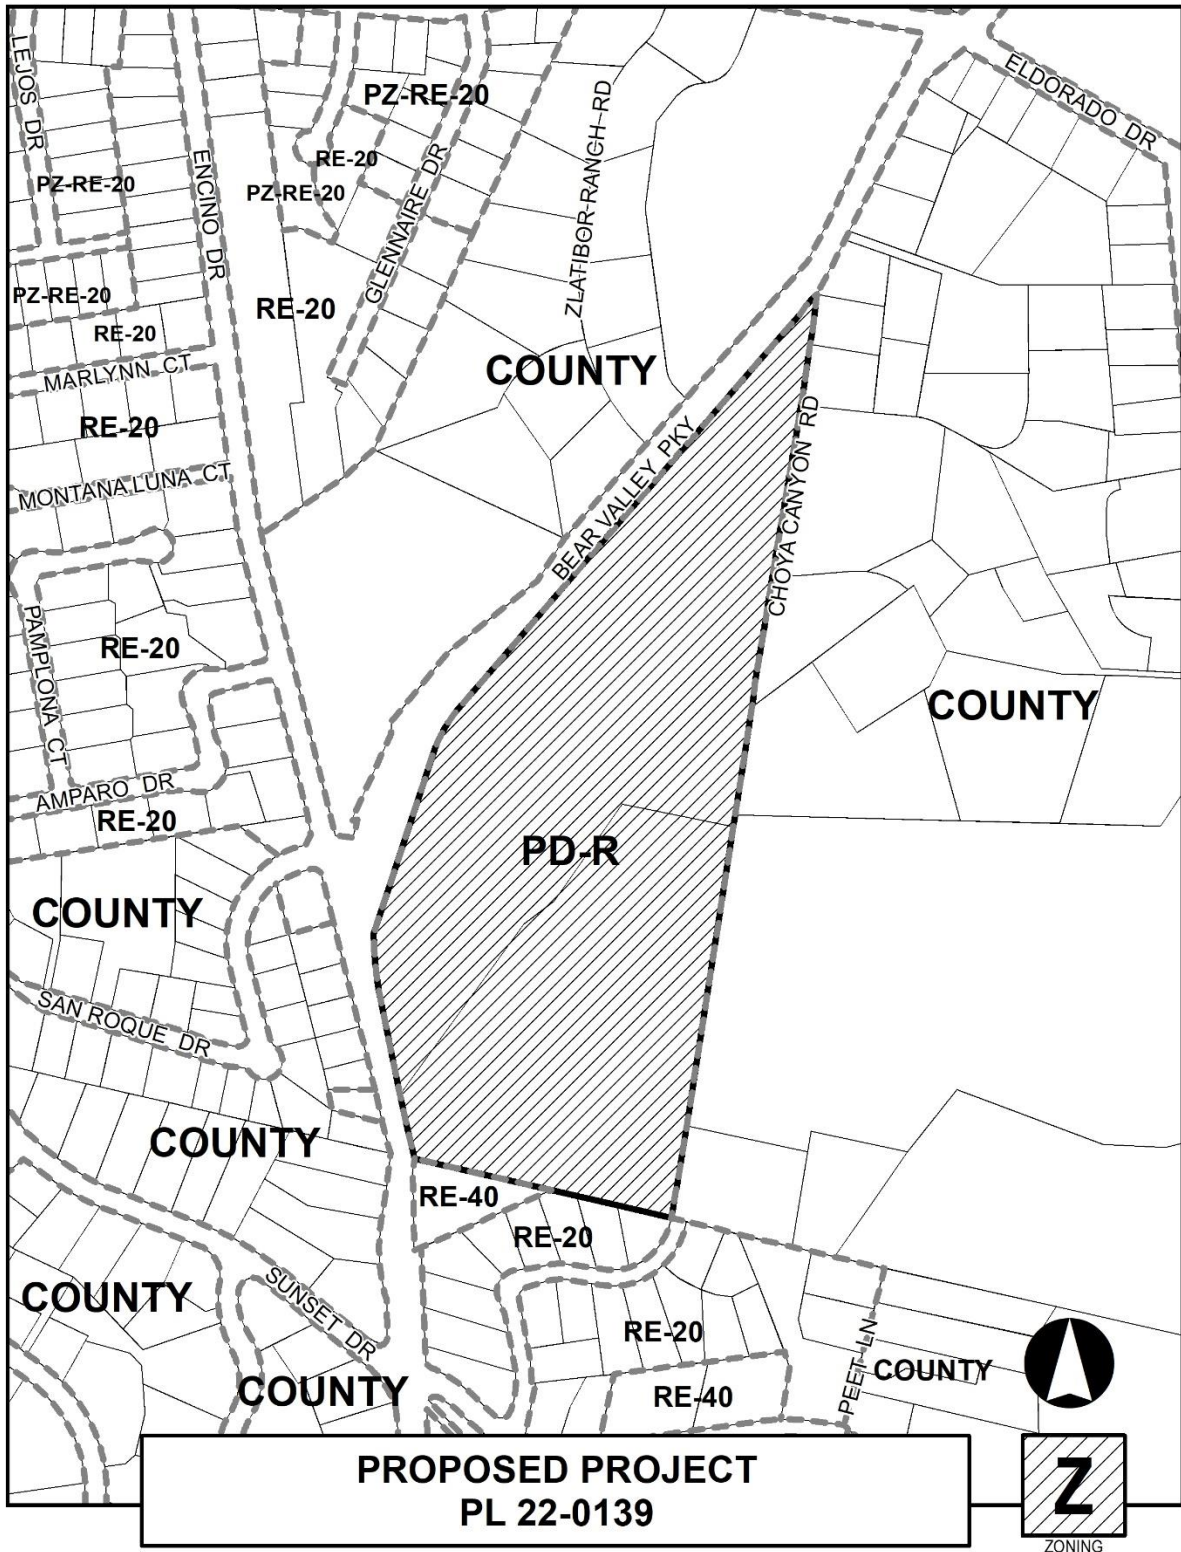 LEJOS DR
ENCINO DR
PZ-RE-20
ZLATIBOR-RANCH-RD
ELDORADO DR
RE-20
PZ-RE-20
PZ-RE-20
GLENNAIRE DR
PZ-RE-20
RE-20
RE-20
MARLYNN CT
COUNTY
RE-20
MONTANA LUNA CT
BEAR VALLEY PKY
CHOYA CANYON RD
PAMPLONA CT
RE-20
COUNTY
AMPARO DR
RE-20
PD-R
COUNTY
SAN ROQUE DR
COUNTY
RE-40
RE-20
COUNTY
SUNSET DR
RE-20
PEET LN
COUNTY
COUNTY
RE-40
PROPOSED PROJECT
PL 22-0139
Z
ZONING